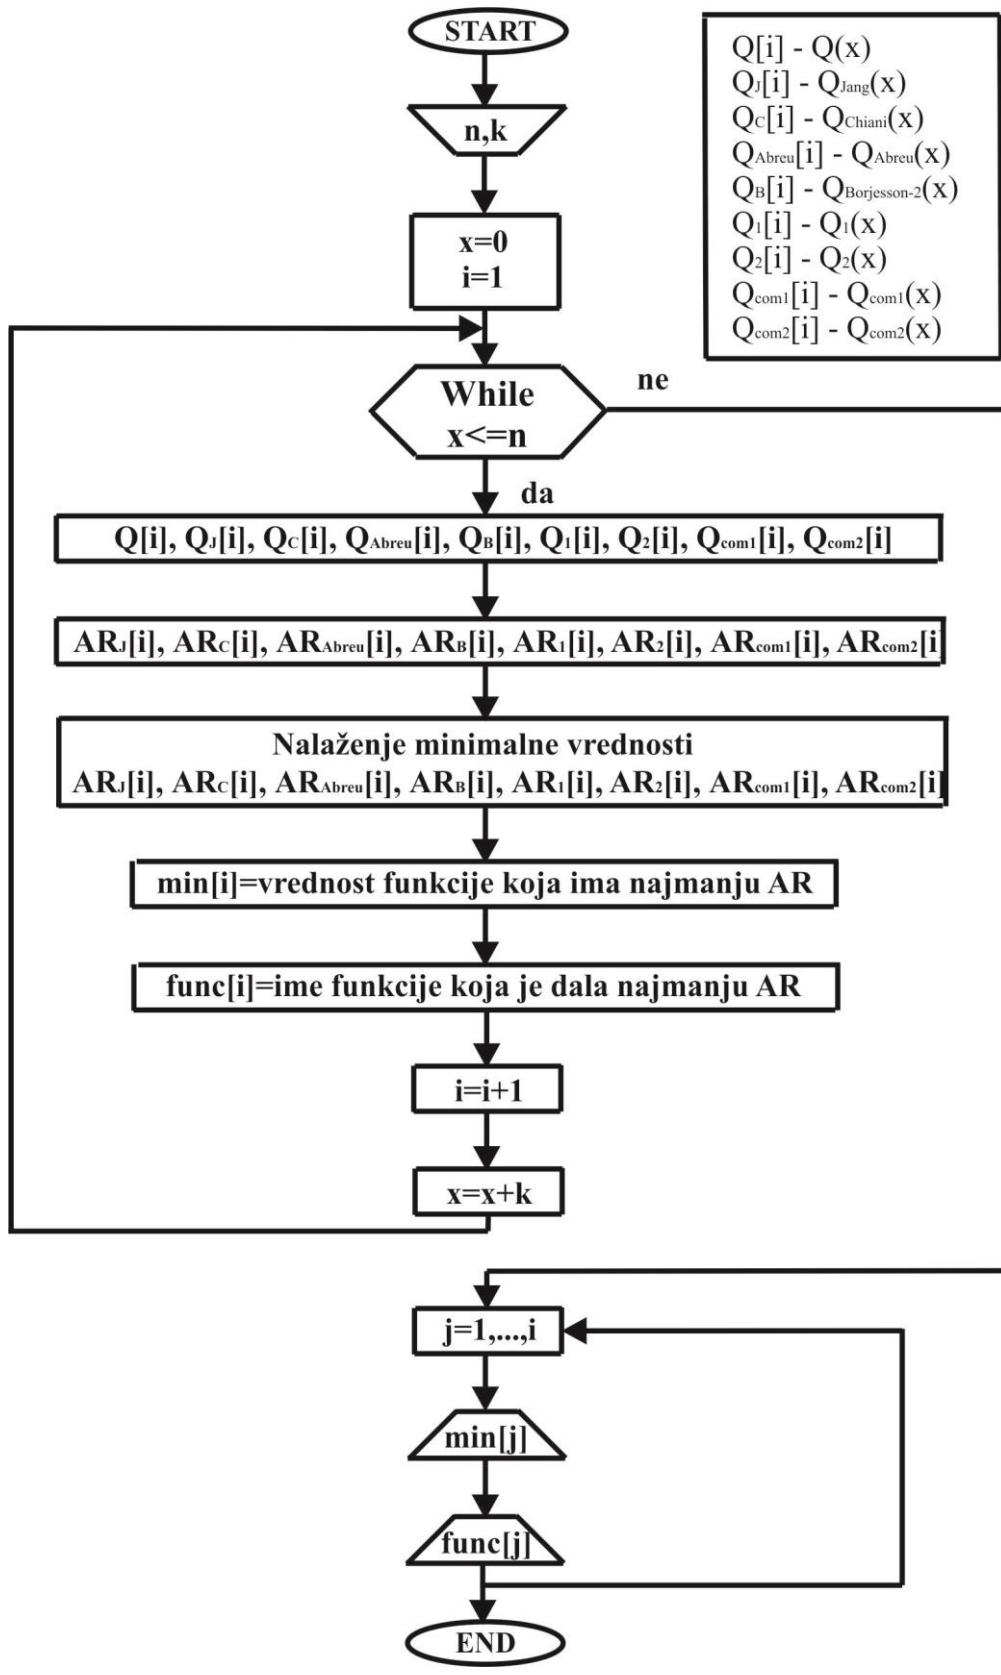 START
n,k
x=0
i=1
Q[i] - Q(x)
QJ[i] - QJang(x)
QC[i] - QChiani(x)
QAbreu[i] - QAbreu(x)
QB[i] - QBorjesson-2(x)
Q1[i] - Q1(x)
Q2[i] - Q2(x)
Qcom1[i] - Qcom1(x)
Qcom2[i] - Qcom2(x)
While
x<=n
ne
da
Q[i], QJ[i], QC[i], QAbreu[i], QB[i], Q1[i], Q2[i], Qcom1[i], Qcom2[i]
ARJ[i], ARC[i], ARAbreu[i], ARB[i], AR1[i], AR2[i], ARcom1[i], ARcom2[i]
Nalaženje minimalne vrednosti
ARJ[i], ARC[i], ARAbreu[i], ARB[i], AR1[i], AR2[i], ARcom1[i], ARcom2[i]
min[i]=vrednost funkcije koja ima najmanju AR
func[i]=ime funkcije koja je dala najmanju AR
i=i+1
x=x+k
j=1,...,i
min[j]
func[j]
END